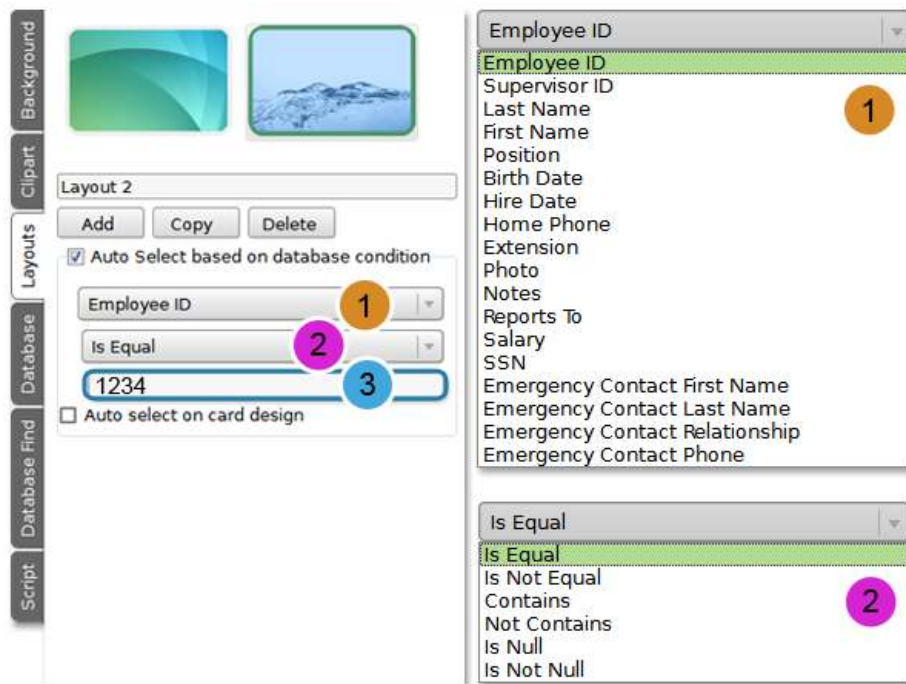 Background
Clipart
Layouts
Database
Database Find
Script
Layout 2
Add Copy Delete
Auto Select based on database condition
Employee ID 1
Is Equal 2
1234 3
Auto select on card design
Employee ID
Employee ID
Supervisor ID
Last Name 1
First Name
Position
Birth Date
Hire Date
Home Phone
Extension
Photo
Notes
Reports To
Salary
SSN
Emergency Contact First Name
Emergency Contact Last Name
Emergency Contact Relationship
Emergency Contact Phone
Is Equal
Is Equal
Is Not Equal
Contains 2
Not Contains
Is Null
Is Not Null